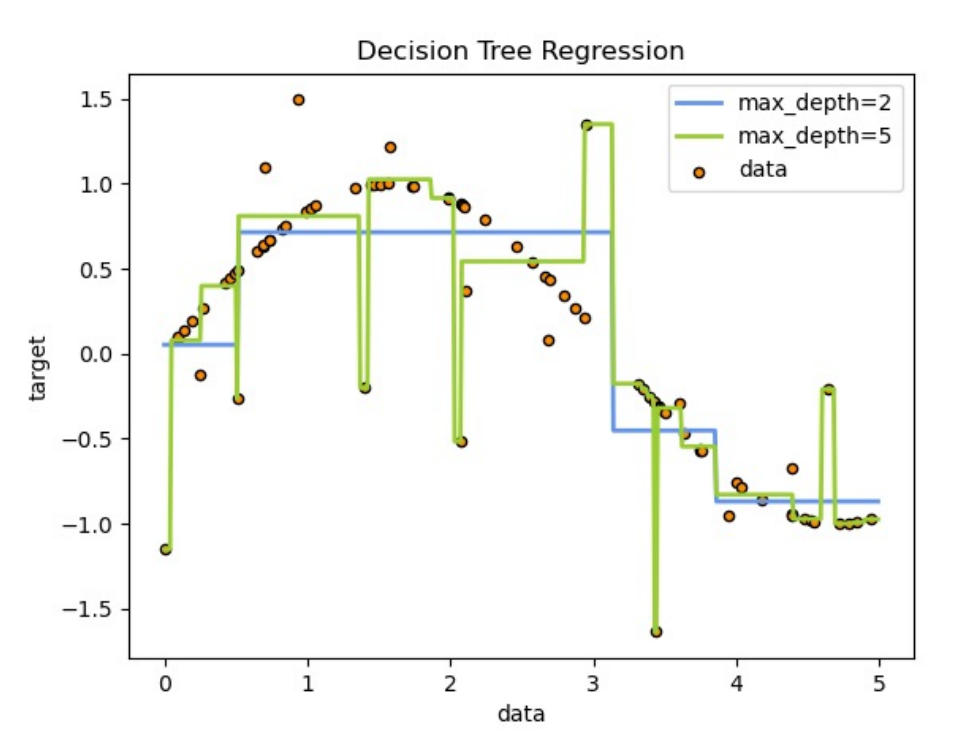 Decision Tree Regression
max_depth=2
max_depth=5
data
1.5
1.0
0.5
0.0
−0.5
−1.0
−1.5
target
0 1 2 3 4 5
data